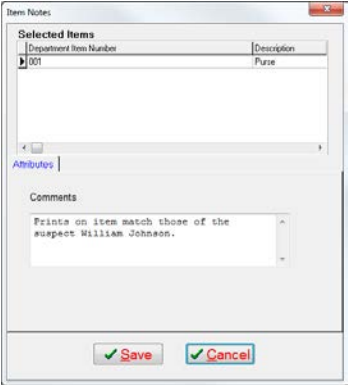 Item Notes
Selected Items
Department Item Number Description
001 Purse
Attributes
Comments
Prints on item match those of the
suspect William Johnson.
Save Cancel